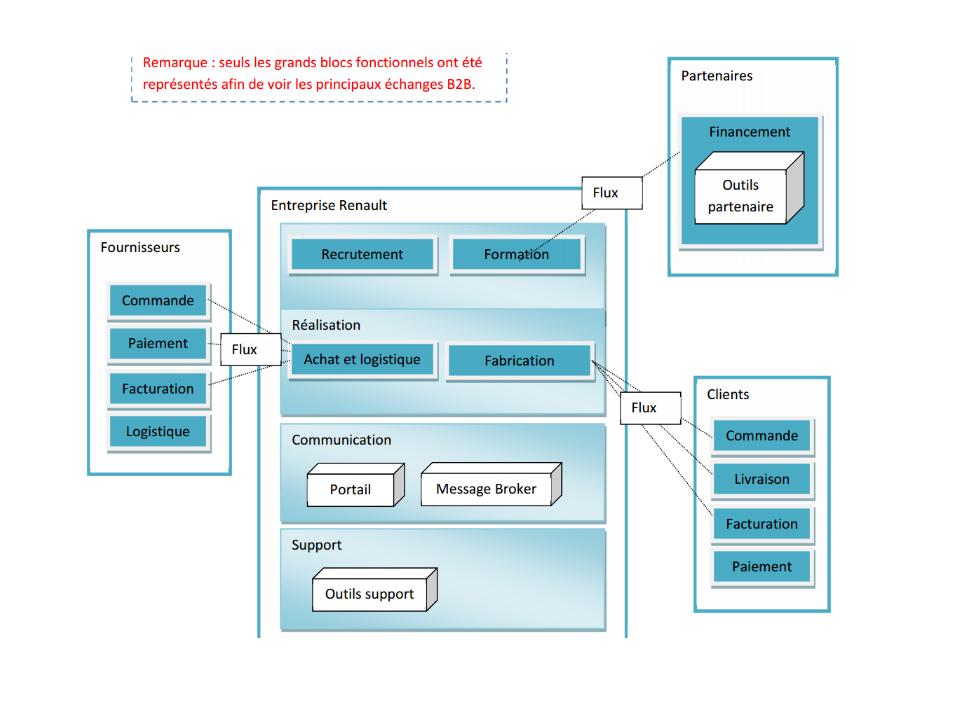 Remarque : seuls les grands blocs fonctionnels ont été
représentés afin de voir les principaux échanges B2B.
Partenaires
Financement
Outils
partenaire
Flux
Entreprise Renault
Recrutement
Formation
Fournisseurs
Commande
Paiement
Facturation
Logistique
Flux
Réalisation
Achat et logistique
Fabrication
Flux
Clients
Commande
Livraison
Facturation
Paiement
Communication
Portail
Message Broker
Support
Outils support